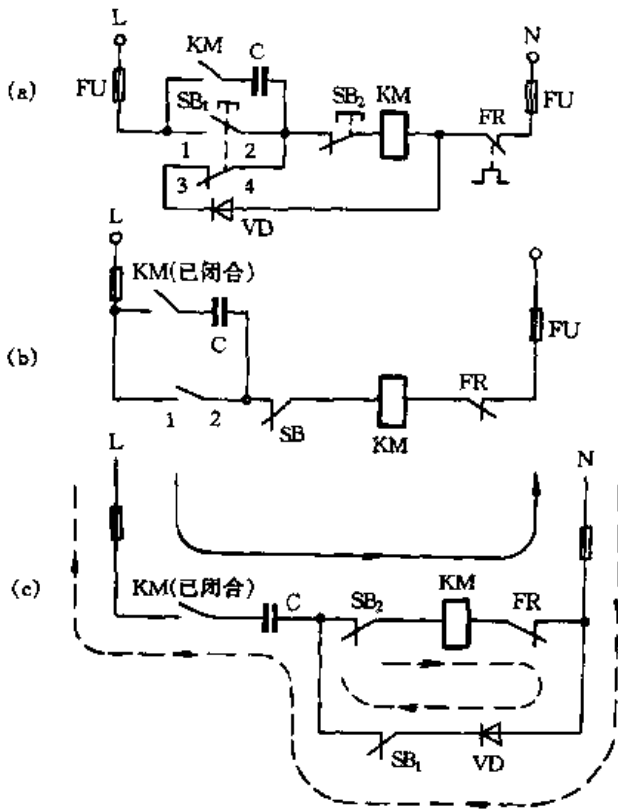 (a)
L
FU
KM
C
SB₁
1
2
3
4
VD
SB₂
KM
FR
N
FU
(b)
L
KM(已闭合)
C
1
2
SB
KM
FR
FU
(c)
L
KM(已闭合)
C
SB₂
KM
FR
N
SB₁
VD